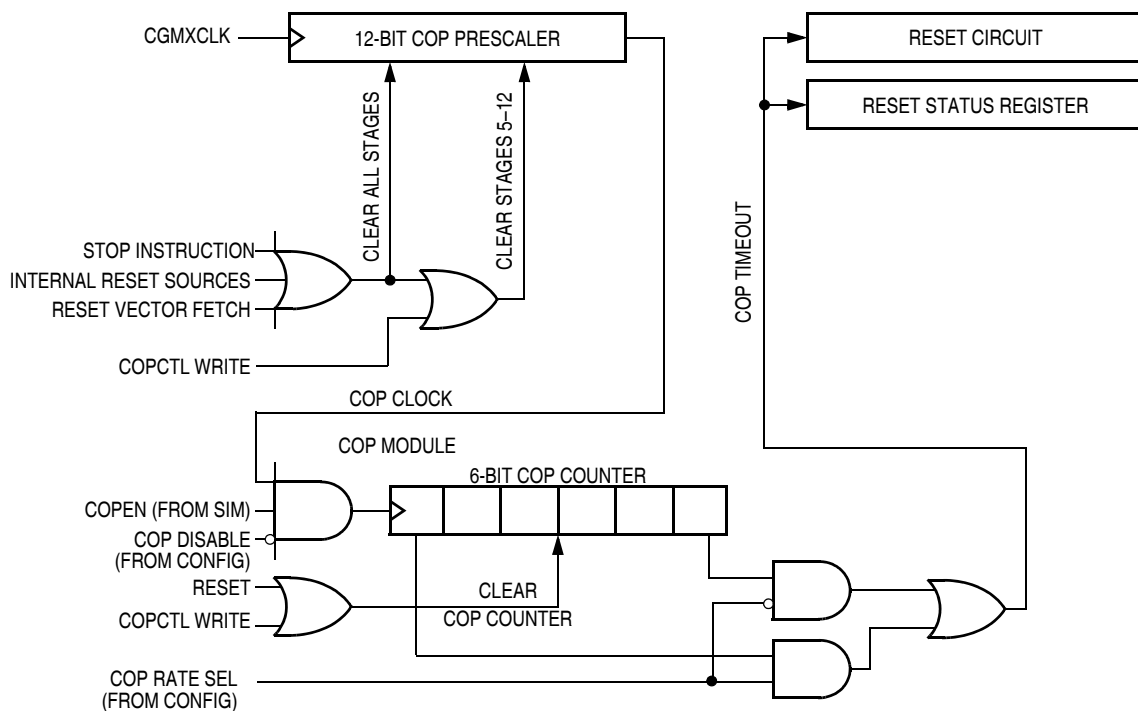 CGMXCLK
12-BIT COP PRESCALER
RESET CIRCUIT
RESET STATUS REGISTER
CLEAR ALL STAGES
CLEAR STAGES 5–12
COP TIMEOUT
STOP INSTRUCTION
INTERNAL RESET SOURCES
RESET VECTOR FETCH
COPCTL WRITE
COP CLOCK
COP MODULE
6-BIT COP COUNTER
COPEN (FROM SIM)
COP DISABLE
(FROM CONFIG)
RESET
COPCTL WRITE
CLEAR
COP COUNTER
COP RATE SEL
(FROM CONFIG)